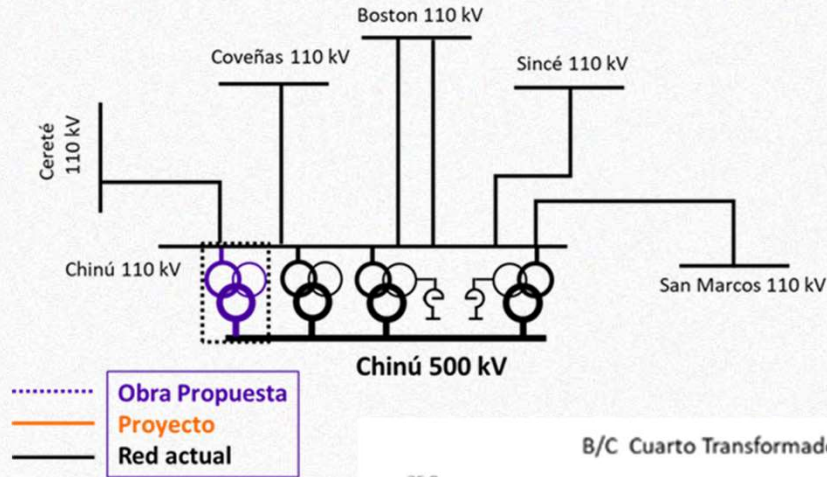 Boston 110 kV
Coveñas 110 kV
Sincé 110 kV
Cereté
110 kV
Chinú 110 kV
San Marcos 110 kV
Chinú 500 kV
Obra Propuesta
Proyecto
Red actual
B/C Cuarto